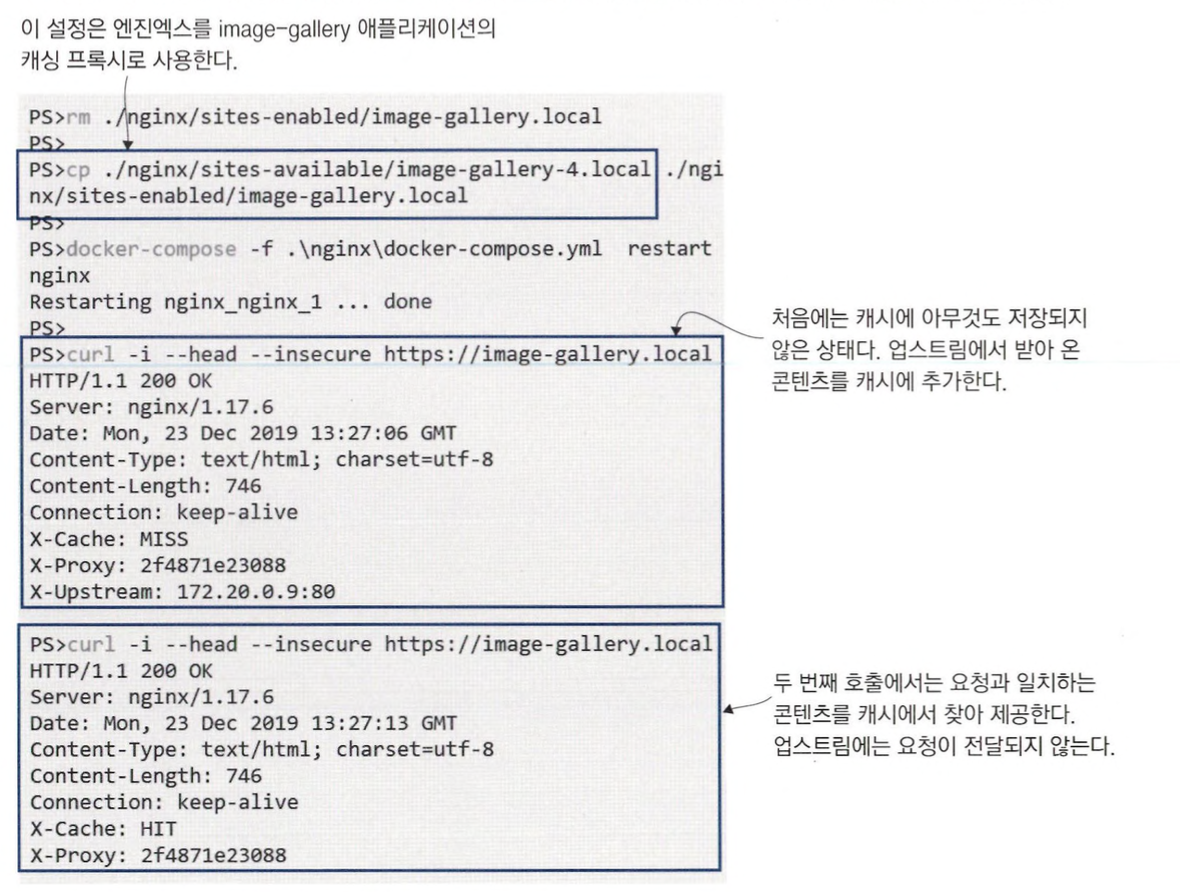 이 설정은 엔진엑스를 image-gallery 애플리케이션의
캐싱 프록시로 사용한다.
PS>rm ./nginx/sites-enabled/image-gallery.local
PS>
PS>cp ./nginx/sites-available/image-gallery-4.local ./ngi
nx/sites-enabled/image-gallery.local
PS>
PS>docker-compose -f .\nginx\docker-compose.yml  restart
nginx
Restarting nginx_nginx_1 ... done
PS>
PS>curl -i --head --insecure https://image-gallery.local
HTTP/1.1 200 OK
Server: nginx/1.17.6
Date: Mon, 23 Dec 2019 13:27:06 GMT
Content-Type: text/html; charset=utf-8
Content-Length: 746
Connection: keep-alive
X-Cache: MISS
X-Proxy: 2f4871e23088
X-Upstream: 172.20.0.9:80
처음에는 캐시에 아무것도 저장되지
않은 상태다. 업스트림에서 받아 온
콘텐츠를 캐시에 추가한다.
PS>curl -i --head --insecure https://image-gallery.local
HTTP/1.1 200 OK
Server: nginx/1.17.6
Date: Mon, 23 Dec 2019 13:27:13 GMT
Content-Type: text/html; charset=utf-8
Content-Length: 746
Connection: keep-alive
X-Cache: HIT
X-Proxy: 2f4871e23088
두 번째 호출에서는 요청과 일치하는
콘텐츠를 캐시에서 찾아 제공한다.
업스트림에는 요청이 전달되지 않는다.